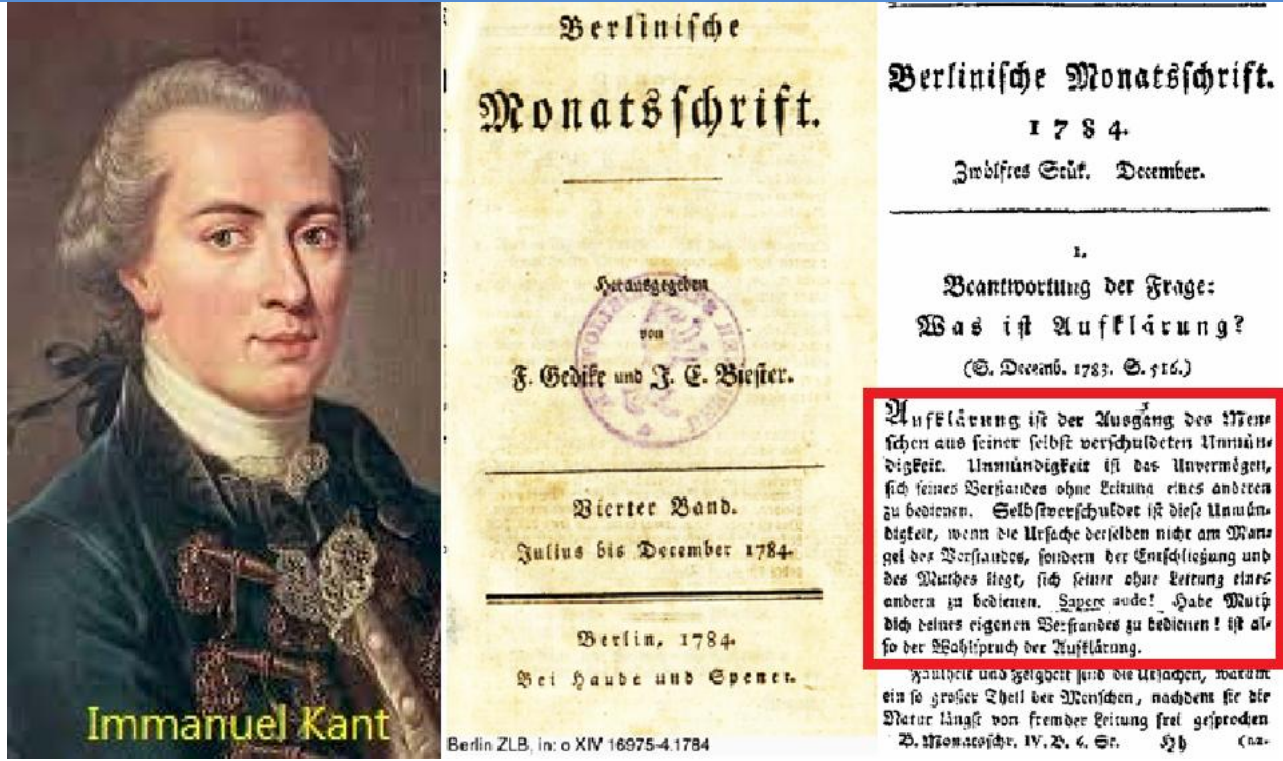 Immanuel Kant
Berliniſche
Monatsſchrift.
Herausgegeben
von
F. Gedike und J. E. Bieſter.
Vierter Band.
Julius bis December 1784.
Berlin, 1784.
Bei Haude und Spener.
Berlin ZLB, in: o XIV 16975-4.1784
Berliniſche Monatsſchrift.
1784.
Zwölftes Stük. December.
1.
Beantwortung der Frage:
Was iſt Aufklärung?
(S. Decemb. 1783. S. 516.)
Aufklärung iſt der Ausgang des Men-
ſchen aus ſeiner ſelbſt verſchuldeten Unmün-
digkeit. Unmündigkeit iſt das Unvermögen,
ſich ſeines Verſtandes ohne Leitung eines anderen
zu bedienen. Selbſtverſchuldet iſt dieſe Unmün-
digkeit, wenn die Urſache derſelben nicht am Man-
gel des Verſtandes, ſondern der Entſchließung und
des Muthes liegt, ſich ſeiner ohne Leitung eines
andern zu bedienen. Sapere aude! Habe Muth
dich deines eigenen Verſtandes zu bedienen! iſt al-
ſo der Wahlſpruch der Aufklärung.
Faulheit und Feigheit ſind die Urſachen, warum
ein ſo großer Theil der Menſchen, nachdem ſie die
Natur längſt von fremder Leitung frei geſprochen
B. Monatsſchr. IV. B. 6. St. Hh (na-